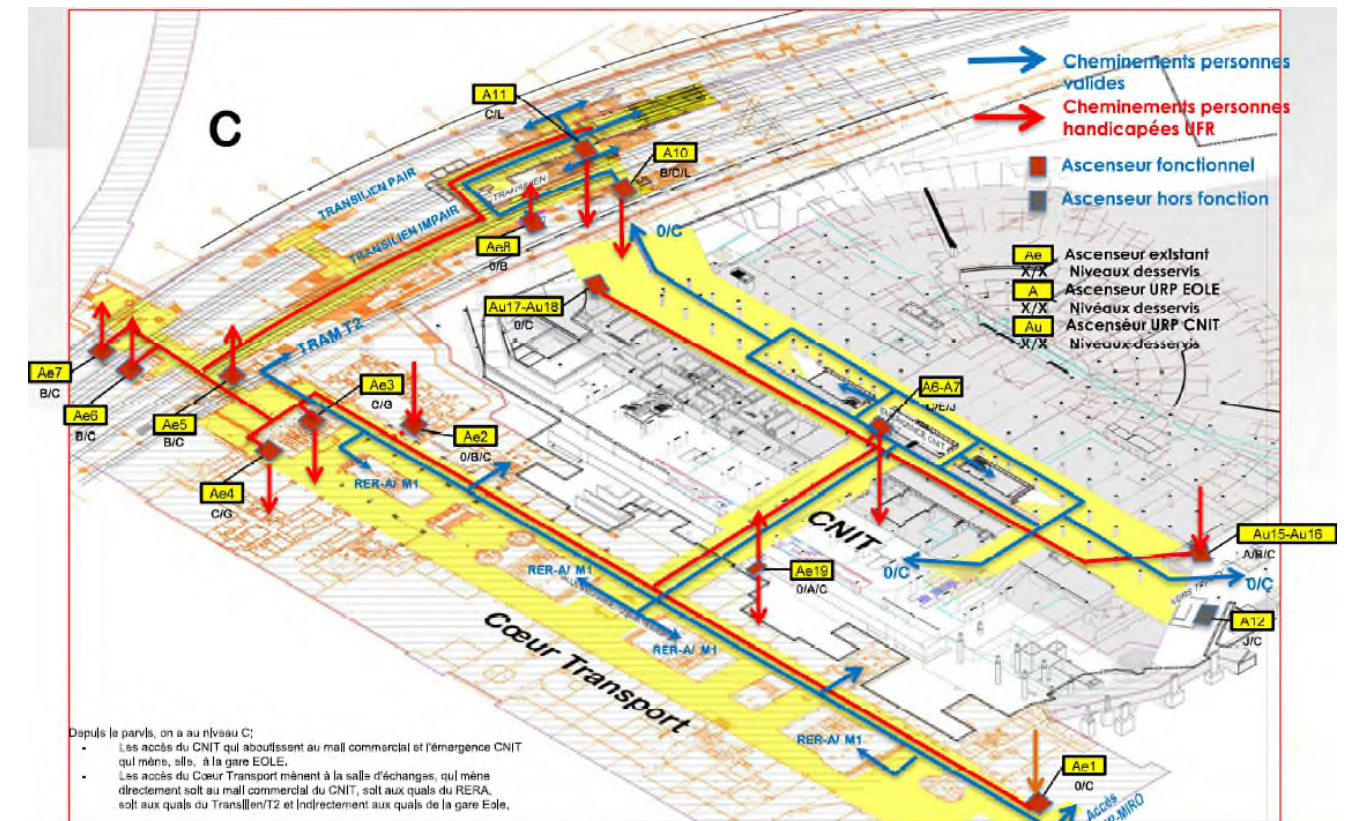 Cheminements personnes
valides
Cheminements personnes
handicapées UFR
Ascenseur fonctionnel
Ascenseur hors fonction
Ae Ascenseur existant
X/X Niveaux desservis
A Ascenseur URP EOLE
X/X Niveaux desservis
Au Ascenseur URP CNIT
X/X Niveaux desservis
C
A11
C/L
A10
B/C/L
TRANSILIEN PAIR
TRANSILIEN
TRANSILIEN IMPAIR
Ae8
0/B
0/C
Au17-Au18
0/C
TRAM T2
Ae7
B/C
Ae6
B/C
Ae5
B/C
Ae3
C/G
Ae2
0/B/C
A6-A7
C/E/J
Ae4
C/G
RER-A/ M1
CNIT
Au15-Au16
A/B/C
RER-A/ M1
Ae19
0/A/C
0/C
0/C
A12
J/C
RER-A/ M1
Cœur Transport
RER-A/ M1
Ae1
0/C
Accès
Depuis le parvis, on a au niveau C;
- Les accès du CNIT qui aboutissent au mail commercial et l'émergence CNIT
qui mène, elle, à la gare EOLE.
- Les accès du Cœur Transport mènent à la salle d'échanges, qui mène
directement soit au mail commercial du CNIT, soit aux quais du RERA,
soit aux quais du Transilien/T2 et indirectement aux quais de la gare Eole,